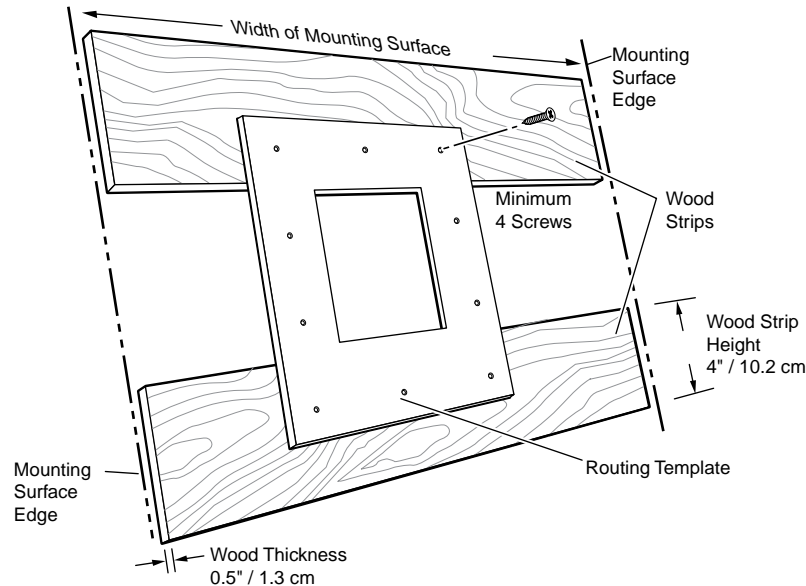 Width of Mounting Surface
Mounting
Surface
Edge
Minimum
4 Screws
Wood
Strips
Wood Strip
Height
4" / 10.2 cm
Routing Template
Mounting
Surface
Edge
Wood Thickness
0.5" / 1.3 cm